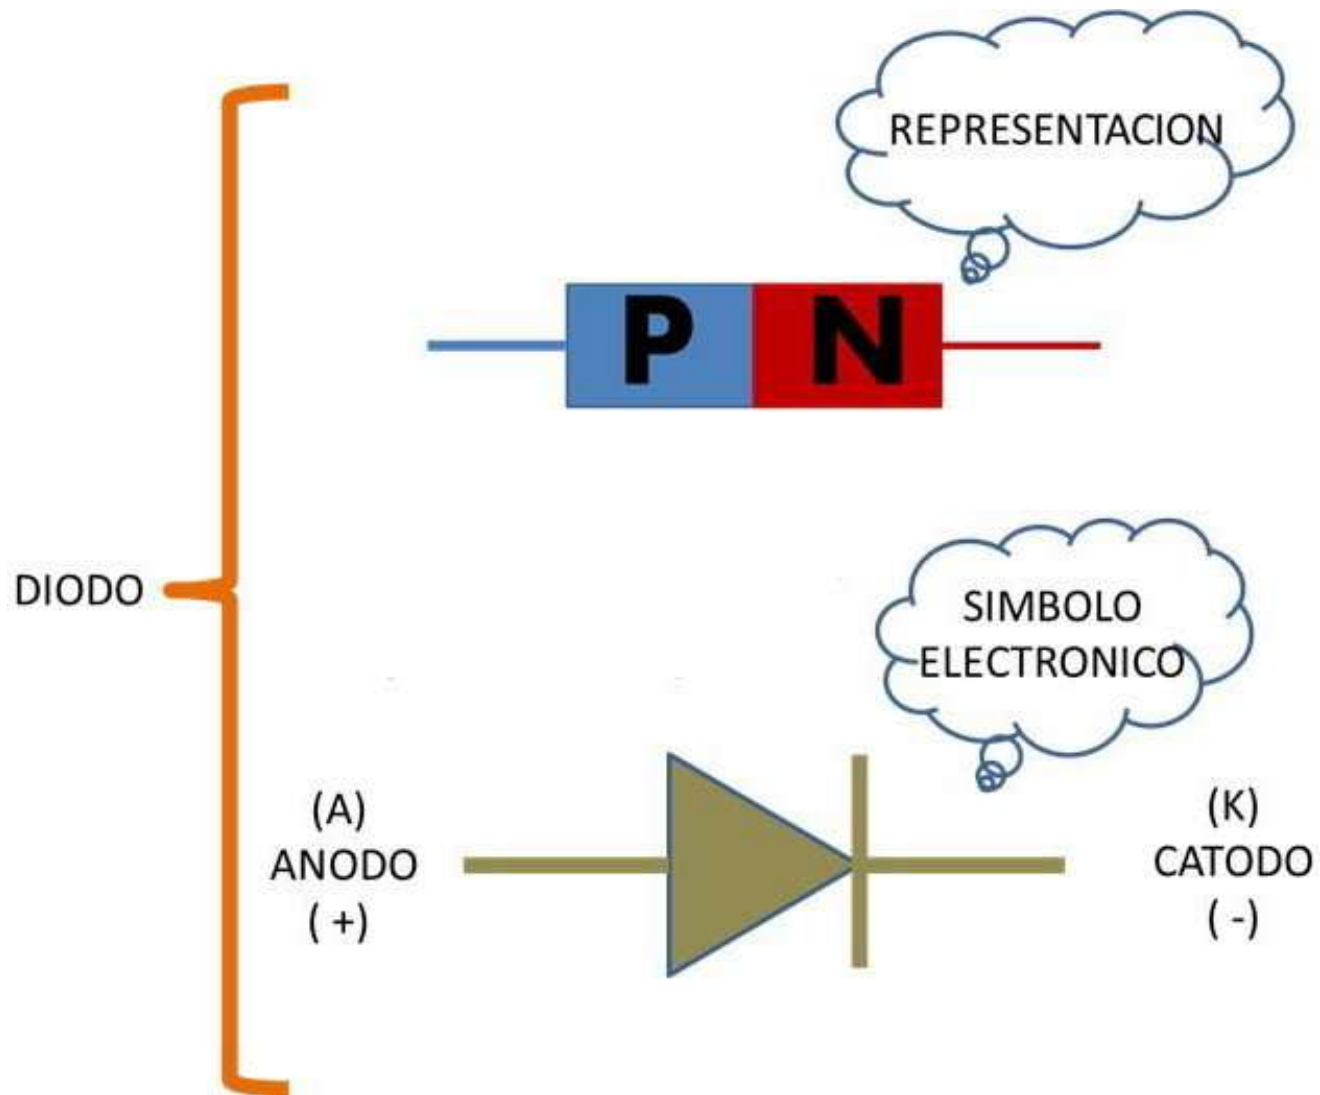 REPRESENTACION
P N
DIODO
SIMBOLO
ELECTRONICO
(A)
ANODO
( +)
(K)
CATODO
( -)